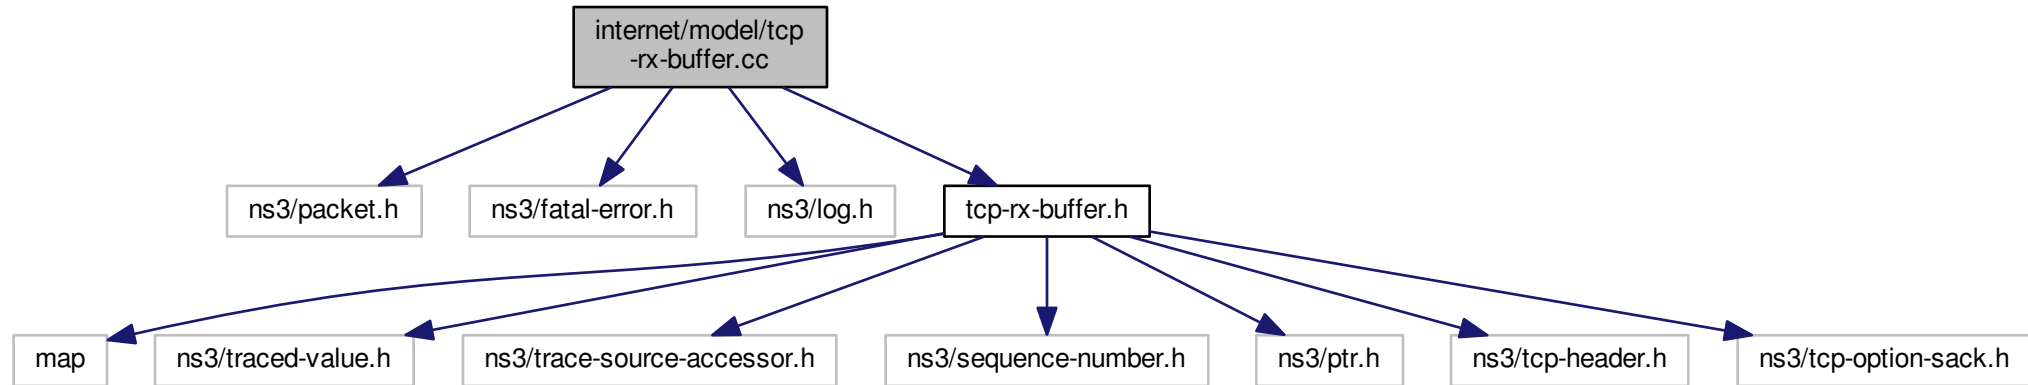 internet/model/tcp
-rx-buffer.cc
ns3/packet.h
ns3/fatal-error.h
ns3/log.h
tcp-rx-buffer.h
map
ns3/traced-value.h
ns3/trace-source-accessor.h
ns3/sequence-number.h
ns3/ptr.h
ns3/tcp-header.h
ns3/tcp-option-sack.h